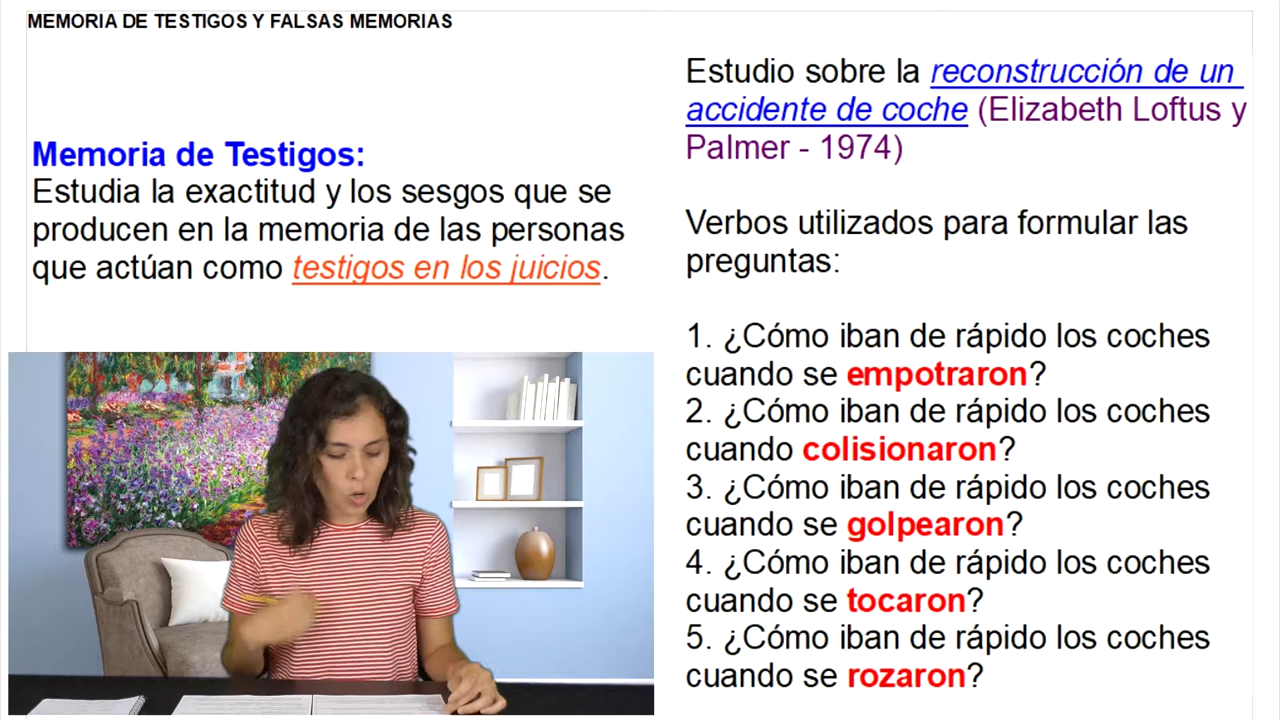 MEMORIA DE TESTIGOS Y FALSAS MEMORIAS
Memoria de Testigos:
Estudia la exactitud y los sesgos que se
producen en la memoria de las personas
que actúan como testigos en los juicios.
Estudio sobre la reconstrucción de un
accidente de coche (Elizabeth Loftus y
Palmer - 1974)
Verbos utilizados para formular las
preguntas:
1. ¿Cómo iban de rápido los coches
cuando se empotraron?
2. ¿Cómo iban de rápido los coches
cuando colisionaron?
3. ¿Cómo iban de rápido los coches
cuando se golpearon?
4. ¿Cómo iban de rápido los coches
cuando se tocaron?
5. ¿Cómo iban de rápido los coches
cuando se rozaron?